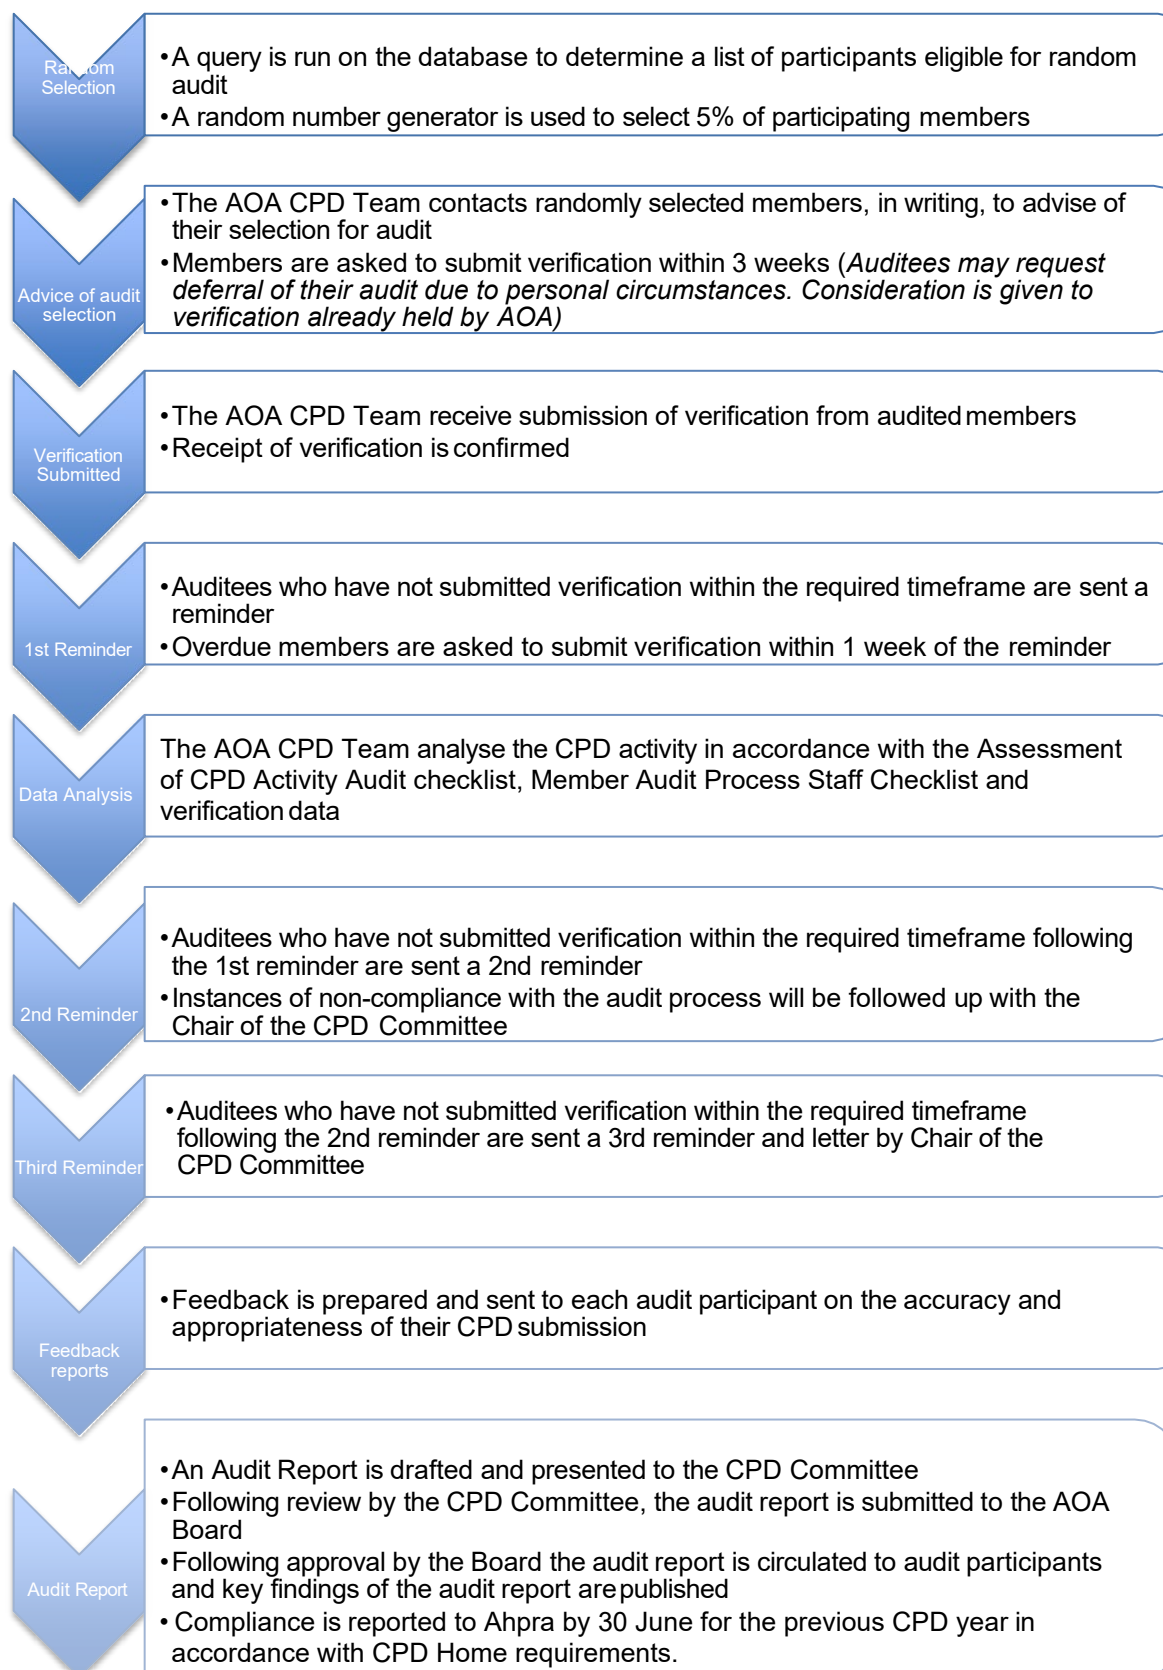 Random
Selection
•A query is run on the database to determine a list of participants eligible for random
audit
•A random number generator is used to select 5% of participating members
Advice of audit
selection
•The AOA CPD Team contacts randomly selected members, in writing, to advise of
their selection for audit
•Members are asked to submit verification within 3 weeks (Auditees may request
deferral of their audit due to personal circumstances. Consideration is given to
verification already held by AOA)
Verification
Submitted
•The AOA CPD Team receive submission of verification from audited members
•Receipt of verification is confirmed
1st Reminder
•Auditees who have not submitted verification within the required timeframe are sent a
reminder
•Overdue members are asked to submit verification within 1 week of the reminder
Data Analysis
The AOA CPD Team analyse the CPD activity in accordance with the Assessment
of CPD Activity Audit checklist, Member Audit Process Staff Checklist and
verification data
2nd Reminder
•Auditees who have not submitted verification within the required timeframe following
the 1st reminder are sent a 2nd reminder
•Instances of non-compliance with the audit process will be followed up with the
Chair of the CPD Committee
Third Reminder
•Auditees who have not submitted verification within the required timeframe
following the 2nd reminder are sent a 3rd reminder and letter by Chair of the
CPD Committee
Feedback
reports
•Feedback is prepared and sent to each audit participant on the accuracy and
appropriateness of their CPD submission
Audit Report
•An Audit Report is drafted and presented to the CPD Committee
•Following review by the CPD Committee, the audit report is submitted to the AOA
Board
•Following approval by the Board the audit report is circulated to audit participants
and key findings of the audit report are published
• Compliance is reported to Ahpra by 30 June for the previous CPD year in
accordance with CPD Home requirements.